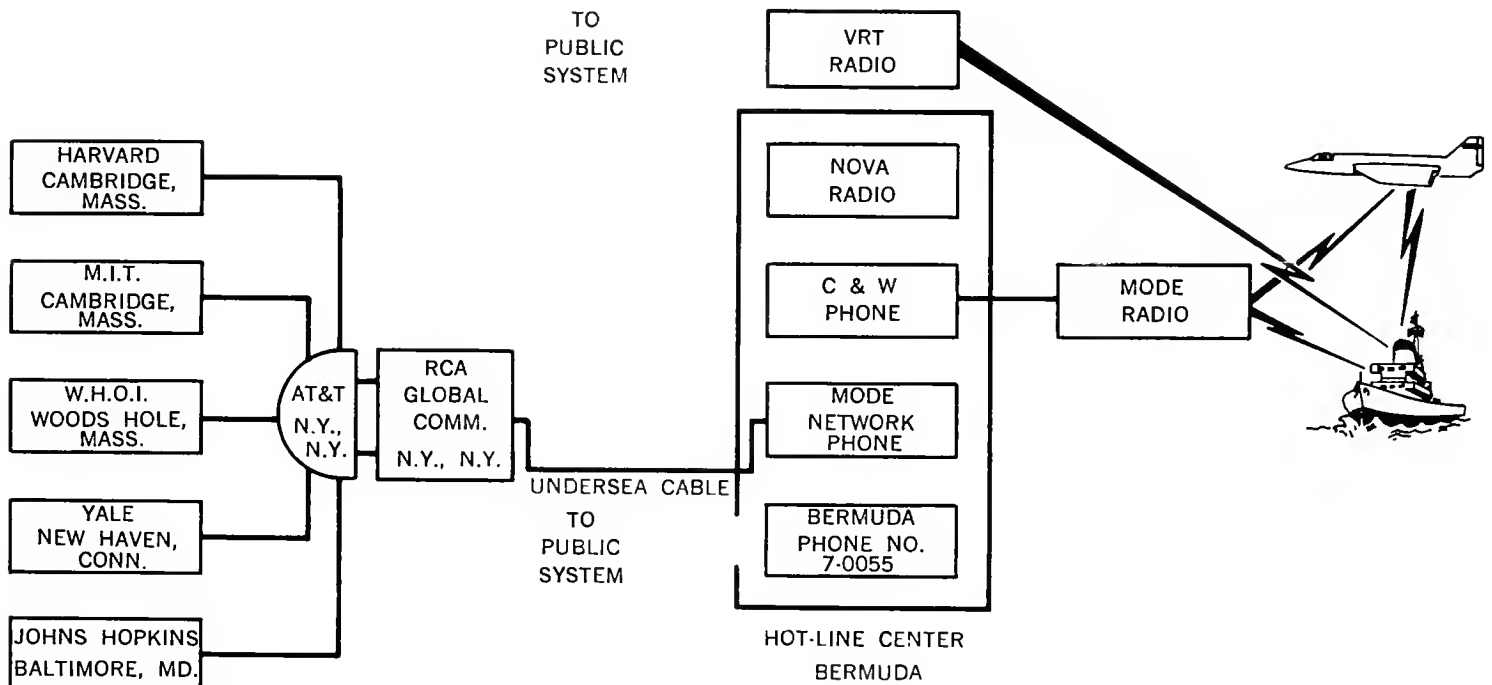 TO
PUBLIC
SYSTEM
VRT
RADIO
HARVARD
CAMBRIDGE,
MASS.
M.I.T.
CAMBRIDGE,
MASS.
W.H.O.I.
WOODS HOLE,
MASS.
YALE
NEW HAVEN,
CONN.
JOHNS HOPKINS
BALTIMORE, MD.
AT&T
N.Y.,
N.Y.
RCA
GLOBAL
COMM.
N.Y., N.Y.
UNDERSEA CABLE
TO
PUBLIC
SYSTEM
NOVA
RADIO
C & W
PHONE
MODE
NETWORK
PHONE
BERMUDA
PHONE NO.
7-0055
HOT-LINE CENTER
BERMUDA
MODE
RADIO